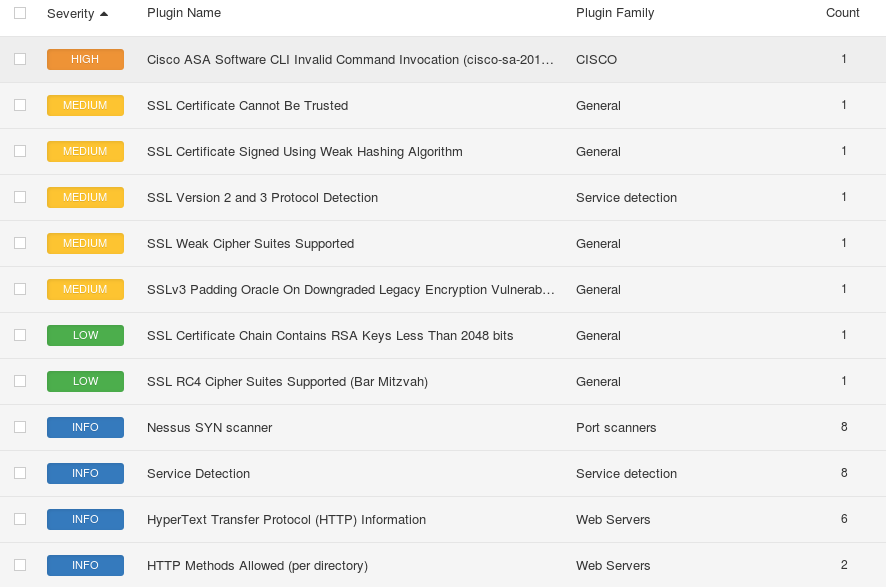 Severity Plugin Name Plugin Family Count
HIGH Cisco ASA Software CLI Invalid Command Invocation (cisco-sa-201… CISCO 1
MEDIUM SSL Certificate Cannot Be Trusted General 1
MEDIUM SSL Certificate Signed Using Weak Hashing Algorithm General 1
MEDIUM SSL Version 2 and 3 Protocol Detection Service detection 1
MEDIUM SSL Weak Cipher Suites Supported General 1
MEDIUM SSLv3 Padding Oracle On Downgraded Legacy Encryption Vulnerab… General 1
LOW SSL Certificate Chain Contains RSA Keys Less Than 2048 bits General 1
LOW SSL RC4 Cipher Suites Supported (Bar Mitzvah) General 1
INFO Nessus SYN scanner Port scanners 8
INFO Service Detection Service detection 8
INFO HyperText Transfer Protocol (HTTP) Information Web Servers 6
INFO HTTP Methods Allowed (per directory) Web Servers 2